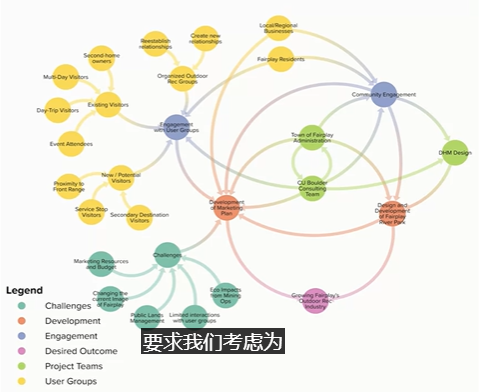 Local/Regional
Businesses
Reestablish
relationships
Create new
relationships
Second-home
owners
Fairplay Residents
Multi-Day Visitors
Organized Outdoor
Rec Groups
Community Engagement
Day-Trip Visitors
Existing Visitors
Engagement
with User Groups
Event Attendees
Town of Fairplay
Administration
DHM Design
Proximity to
Front Range
New / Potential
Visitors
CU Boulder
Consulting
Team
Service Stop
Visitors
Secondary Destination
Visitors
Development
of Marketing
Plan
Design and
Development
of Fairplay
River Park
Marketing Resources
and Budget
Challenges
Changing the
current Image
of Fairplay
Public Lands
Management
Limited interactions
with user groups
Eco Impacts
from Mining
Ops
Growing Fairplay's
Outdoor Rec
Industry
Legend
Challenges
Development
Engagement
Desired Outcome
Project Teams
User Groups
要求我们考虑为